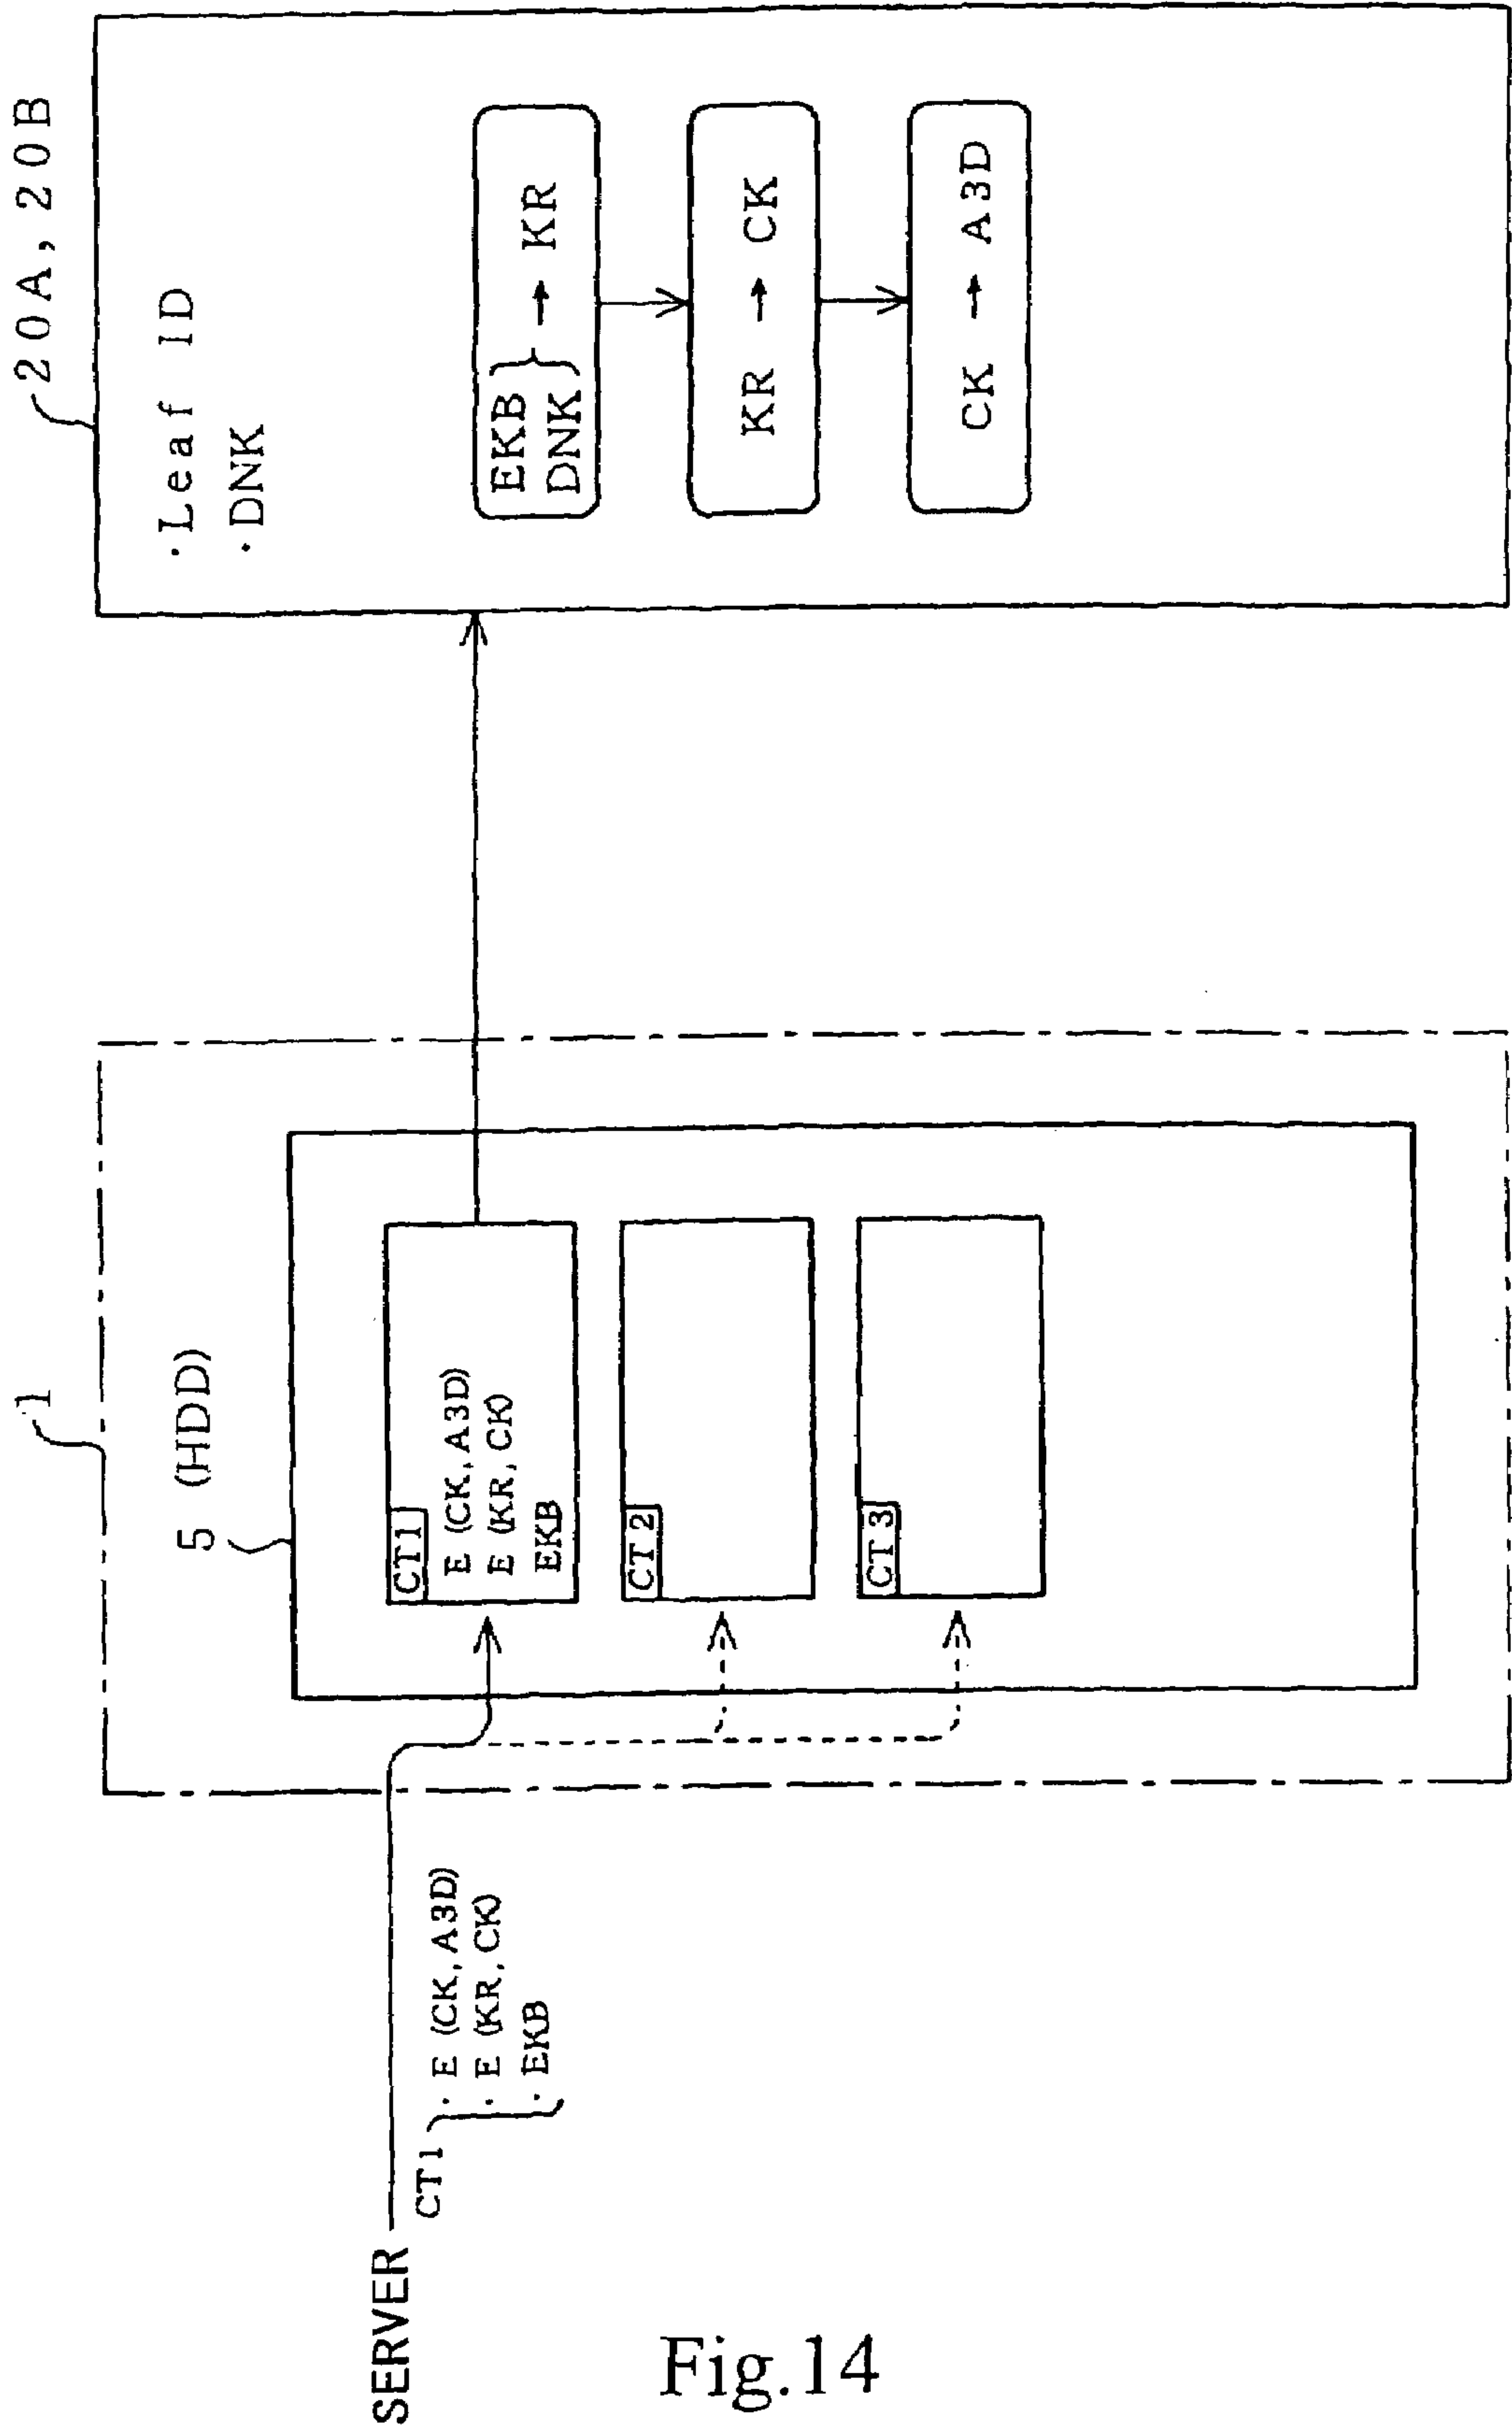 SERVER
CT1
· E (CK, A3D)
· E (KR, CK)
· EKB
1
5 (HDD)
CT1
E (CK, A3D)
E (KR, CK)
EKB
CT2
CT3
20A, 20B
· Leaf ID
· DNK
EKB
DNK
→ KR
KR → CK
CK → A3D
Fig.14